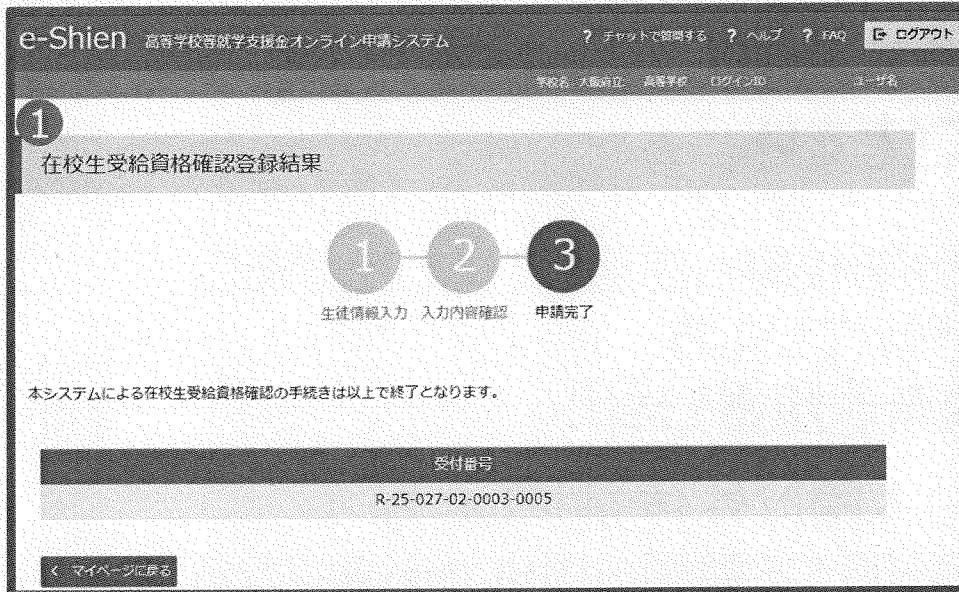 e-Shien 高等学校等就学支援金オンライン申請システム ? チャットで質問する ? ヘルプ ? FAQ ログアウト
学校名 大阪府立 高等学校 ログインID ユーザ名
1
在校生受給資格確認登録結果
1 2 3
生徒情報入力 入力内容確認 申請完了
本システムによる在校生受給資格確認の手続きは以上で終了となります。
受付番号
R-25-027-02-0003-0005
< マイページに戻る